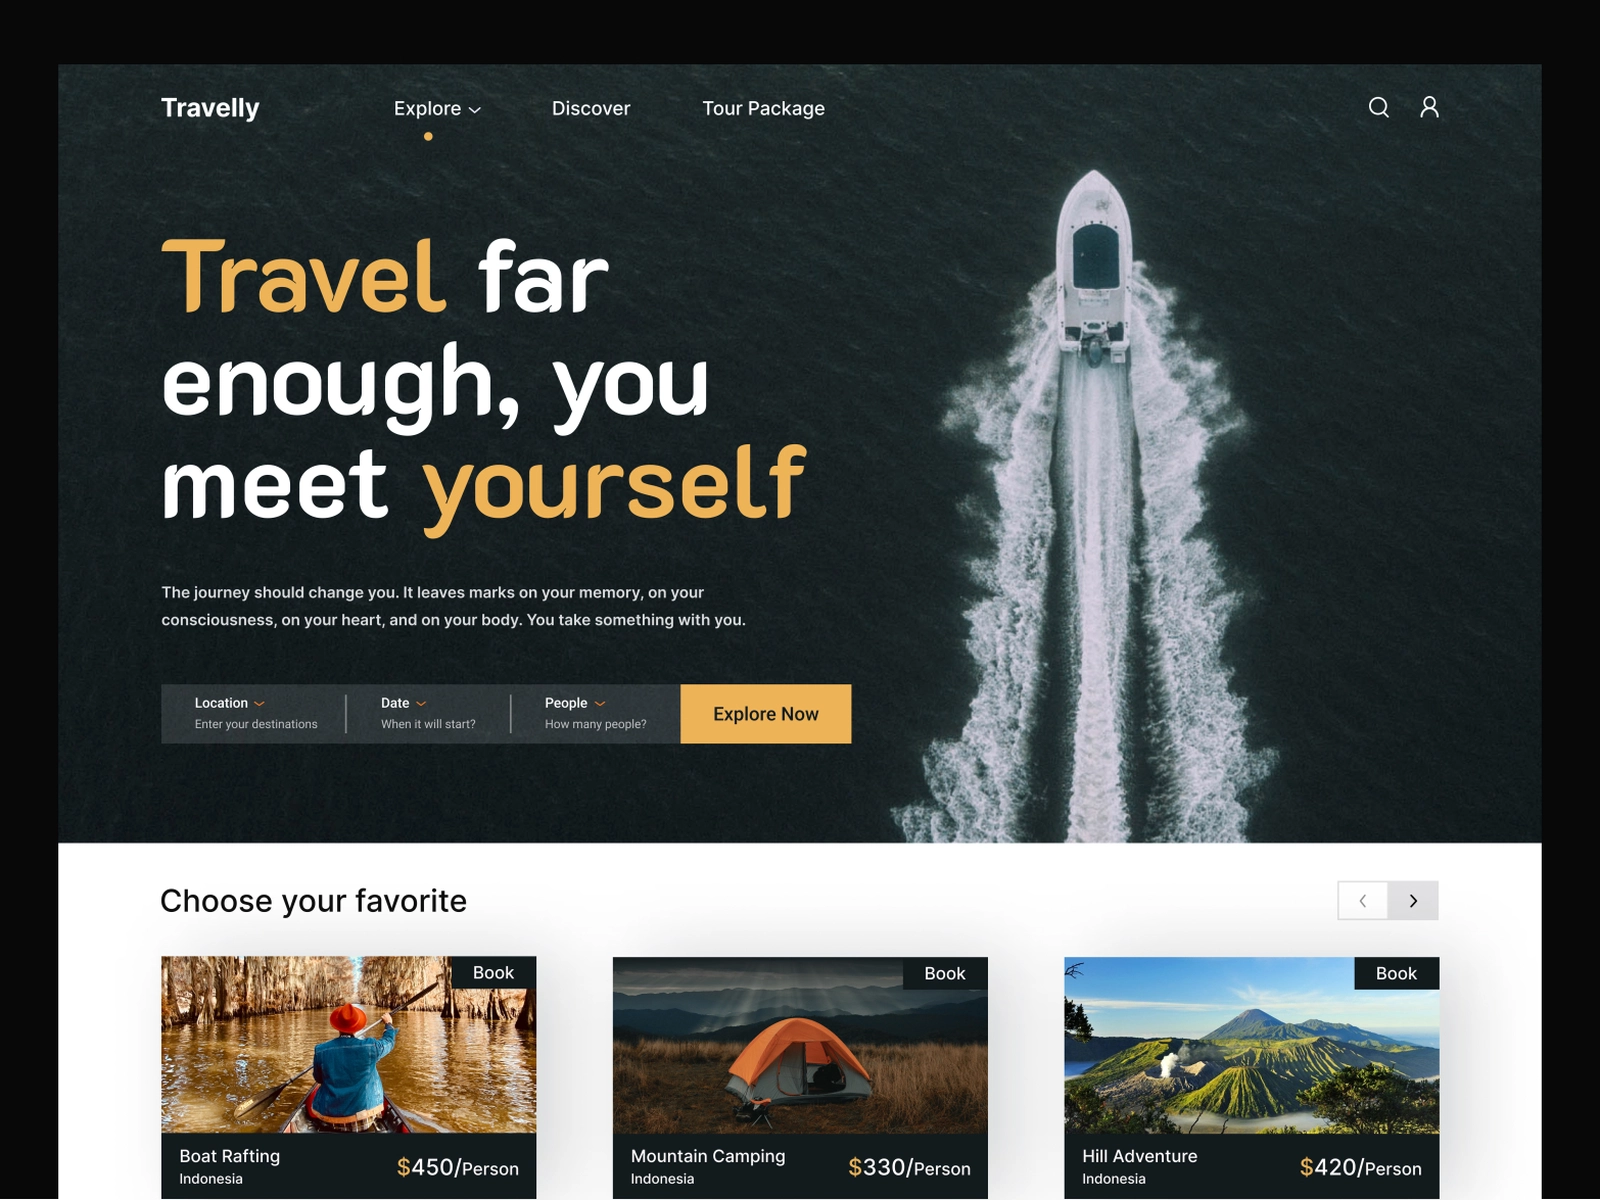 Travelly
Explore
Discover
Tour Package
Travel far
enough, you
meet yourself
The journey should change you. It leaves marks on your memory, on your
consciousness, on your heart, and on your body. You take something with you.
Location
Enter your destinations
Date
When it will start?
People
How many people?
Explore Now
Choose your favorite
Book
Boat Rafting
Indonesia
$450/Person
Book
Mountain Camping
Indonesia
$330/Person
Book
Hill Adventure
Indonesia
$420/Person